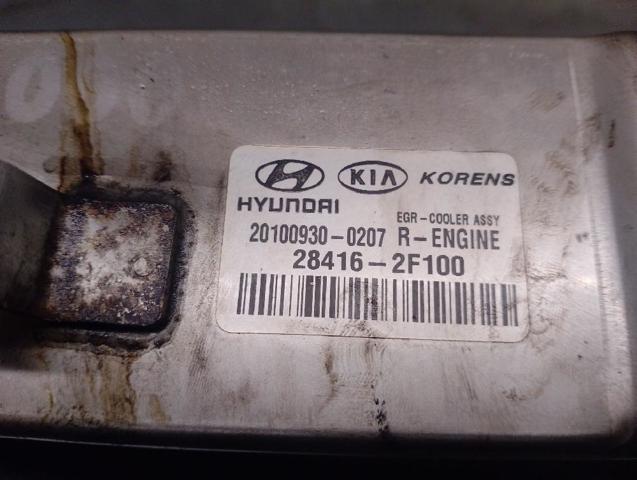 KIA KORENS
HYUNDAI EGR-COOLER ASSY
20100930-0207 R-ENGINE
28416-2F100